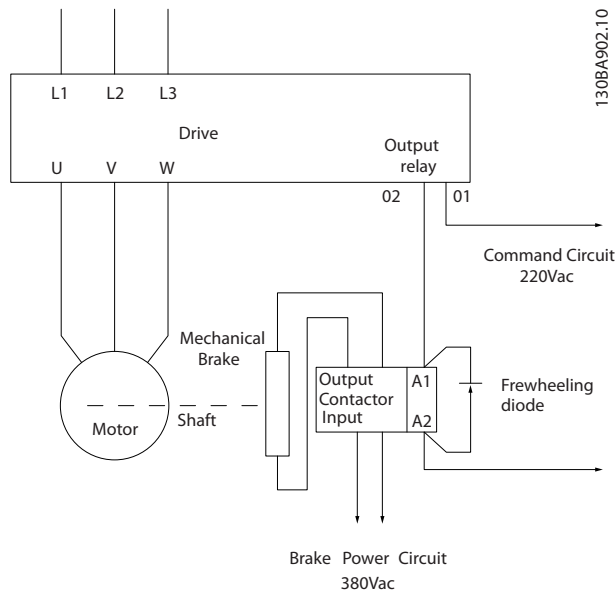 130BA902.10
L1 L2 L3
Drive
U V W
Output
relay
02 01
Command Circuit
220Vac
Mechanical
Brake
Output
Contactor
Input
A1
A2
Frewheeling
diode
Shaft
Motor
Brake Power Circuit
380Vac